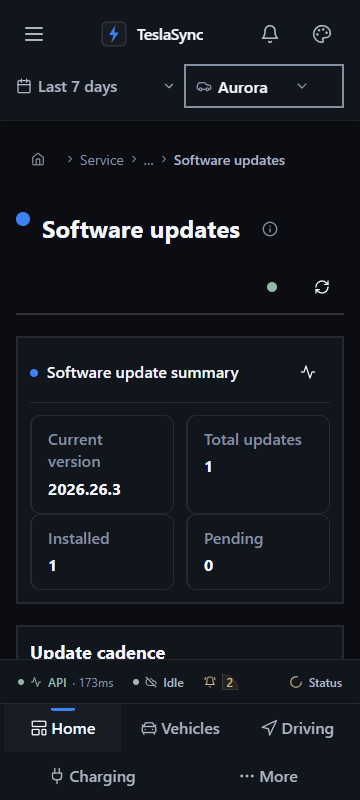 TeslaSync
Last 7 days
Aurora
Service
...
Software updates
Software updates
Software update summary
Current version
2026.26.3
Total updates
1
Installed
1
Pending
0
Update cadence
API · 173ms
Idle
2
Status
Home
Vehicles
Driving
Charging
More